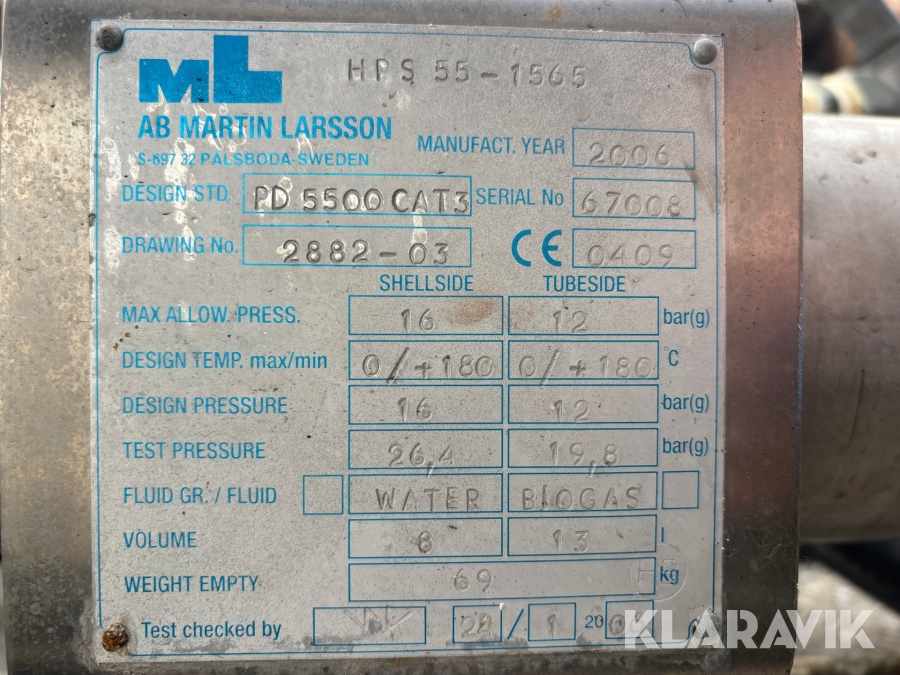 ML HPS 55-1565
AB MARTIN LARSSON
S-697 32 PALSBODA-SWEDEN
MANUFACT. YEAR 2006
DESIGN STD. PD 5500 CAT3 SERIAL No 67008
DRAWING No. 2882-03 CE 0409
SHELLSIDE TUBESIDE
MAX ALLOW. PRESS. 16 12 bar(g)
DESIGN TEMP. max/min 0/+180 0/+180 °C
DESIGN PRESSURE 16 12 bar(g)
TEST PRESSURE 26,4 19,8 bar(g)
FLUID GR. / FLUID WATER BIOGAS
VOLUME 8 13 l
WEIGHT EMPTY 69 kg
Test checked by / 1 20
KLARAVIK